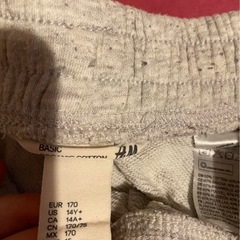 BASIC
COTTON
H&M
EUR 170
US 14Y+
CA 14A+
CN 170/76
MX 170